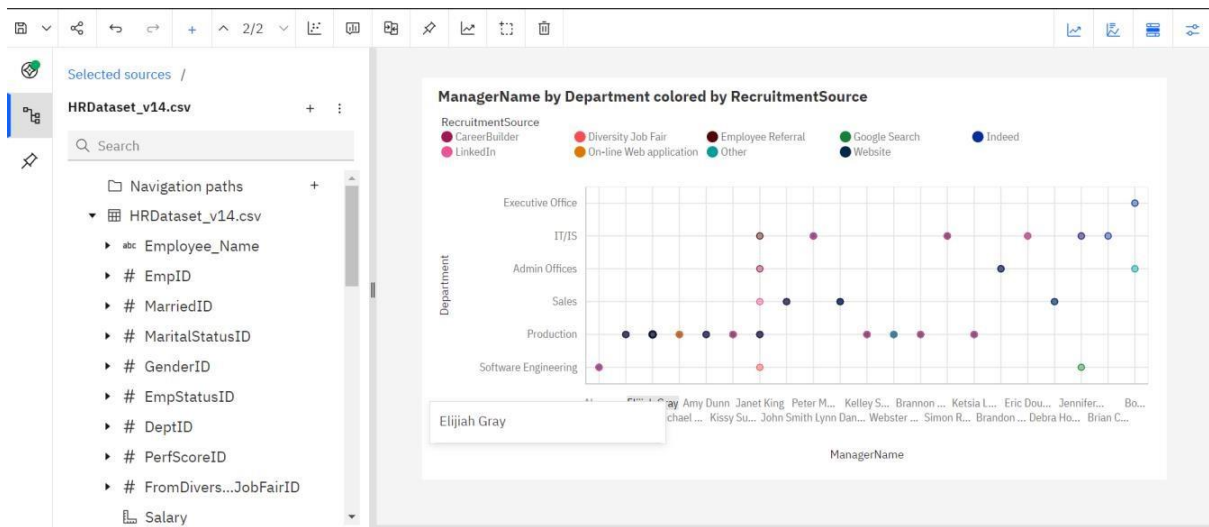 2/2
Selected sources /
HRDataset_v14.csv
Search
Navigation paths
HRDataset_v14.csv
abc Employee_Name
# EmpID
# MarriedID
# MaritalStatusID
# GenderID
# EmpStatusID
# DeptID
# PerfScoreID
# FromDivers...JobFairID
Salary
ManagerName by Department colored by RecruitmentSource
RecruitmentSource
CareerBuilder Diversity Job Fair Employee Referral Google Search Indeed
LinkedIn On-line Web application Other Website
Department
Executive Office
IT/IS
Admin Offices
Sales
Production
Software Engineering
Elijiah Gray Amy Dunn Janet King Peter M... Kelley S... Brannon ... Ketsia L... Eric Dou... Jennifer... Bo...
Kissy Su... John Smith Lynn Dan... Webster ... Simon R... Brandon ... Debra Ho... Brian C...
Elijiah Gray
ManagerName